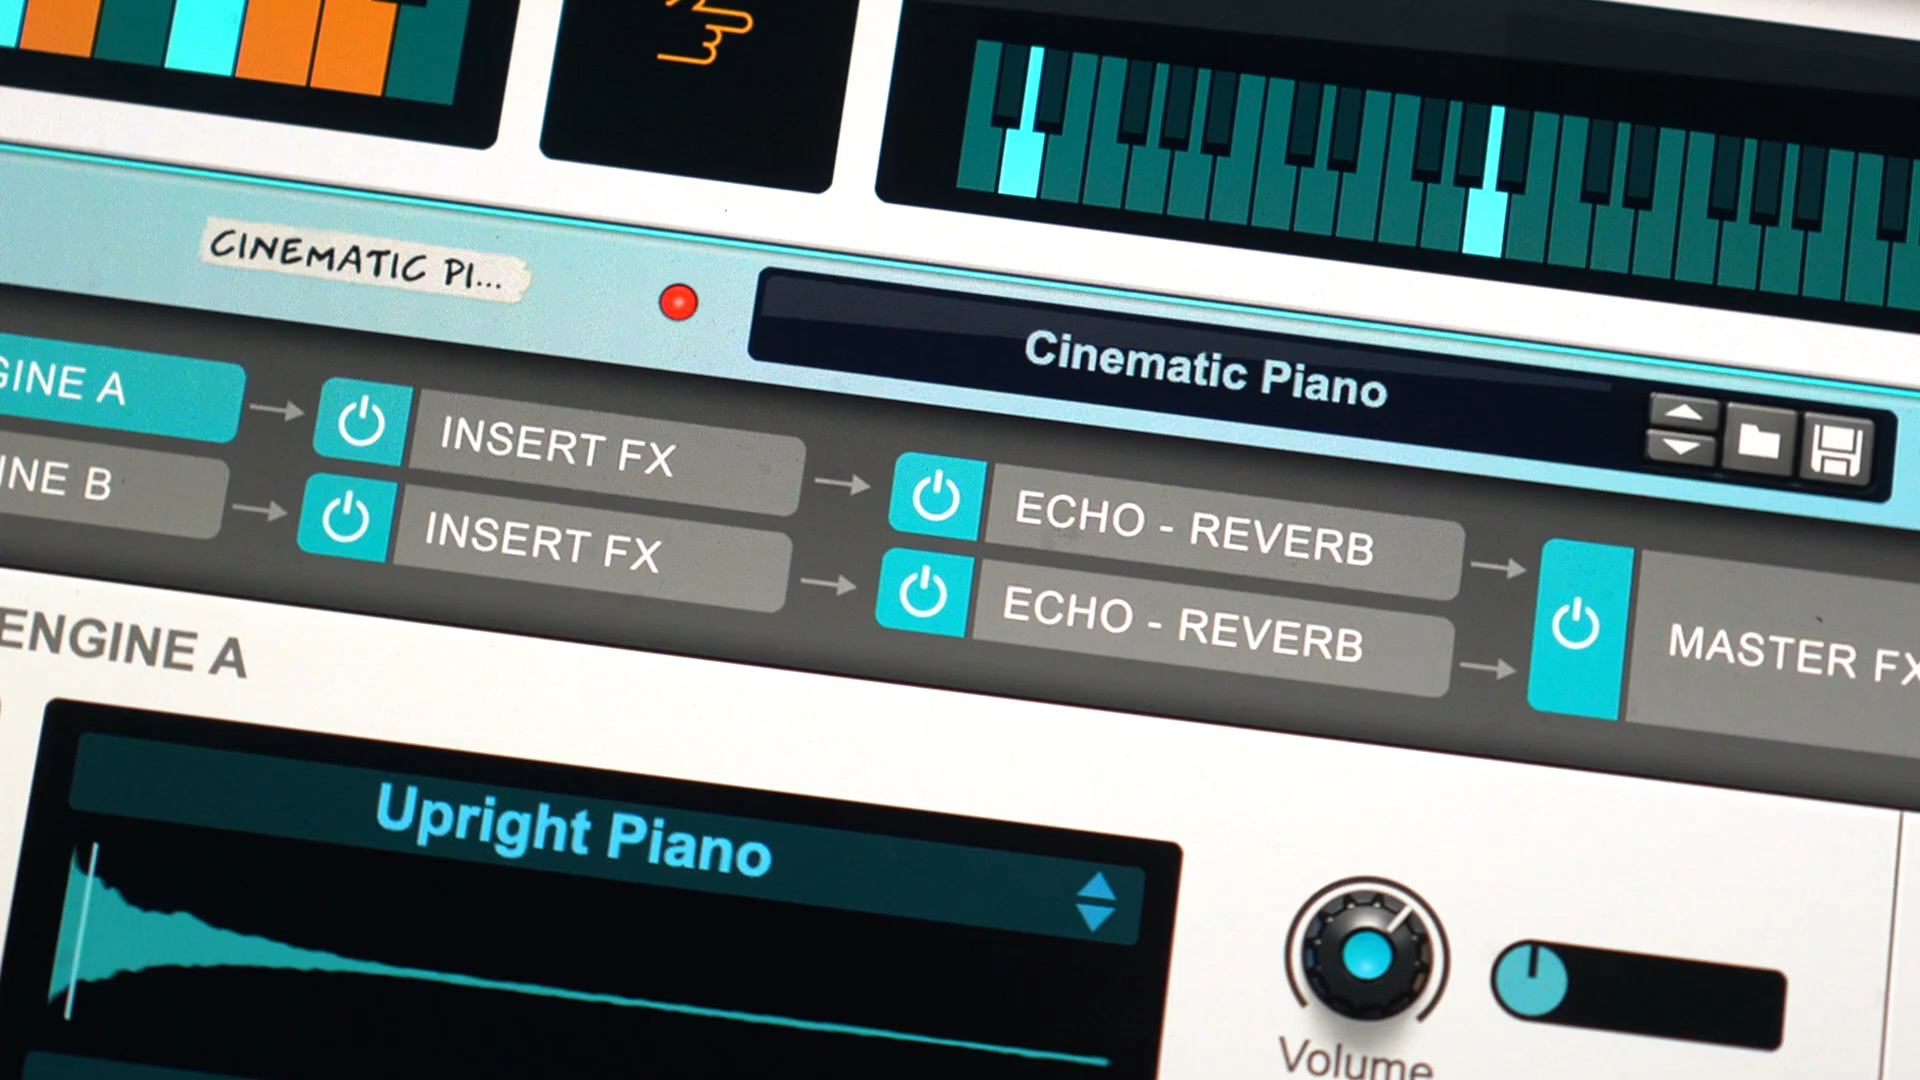 CINEMATIC PI...
Cinematic Piano
GINE A
INSERT FX
ECHO - REVERB
INE B
INSERT FX
ECHO - REVERB
MASTER FX
ENGINE A
Upright Piano
Volume